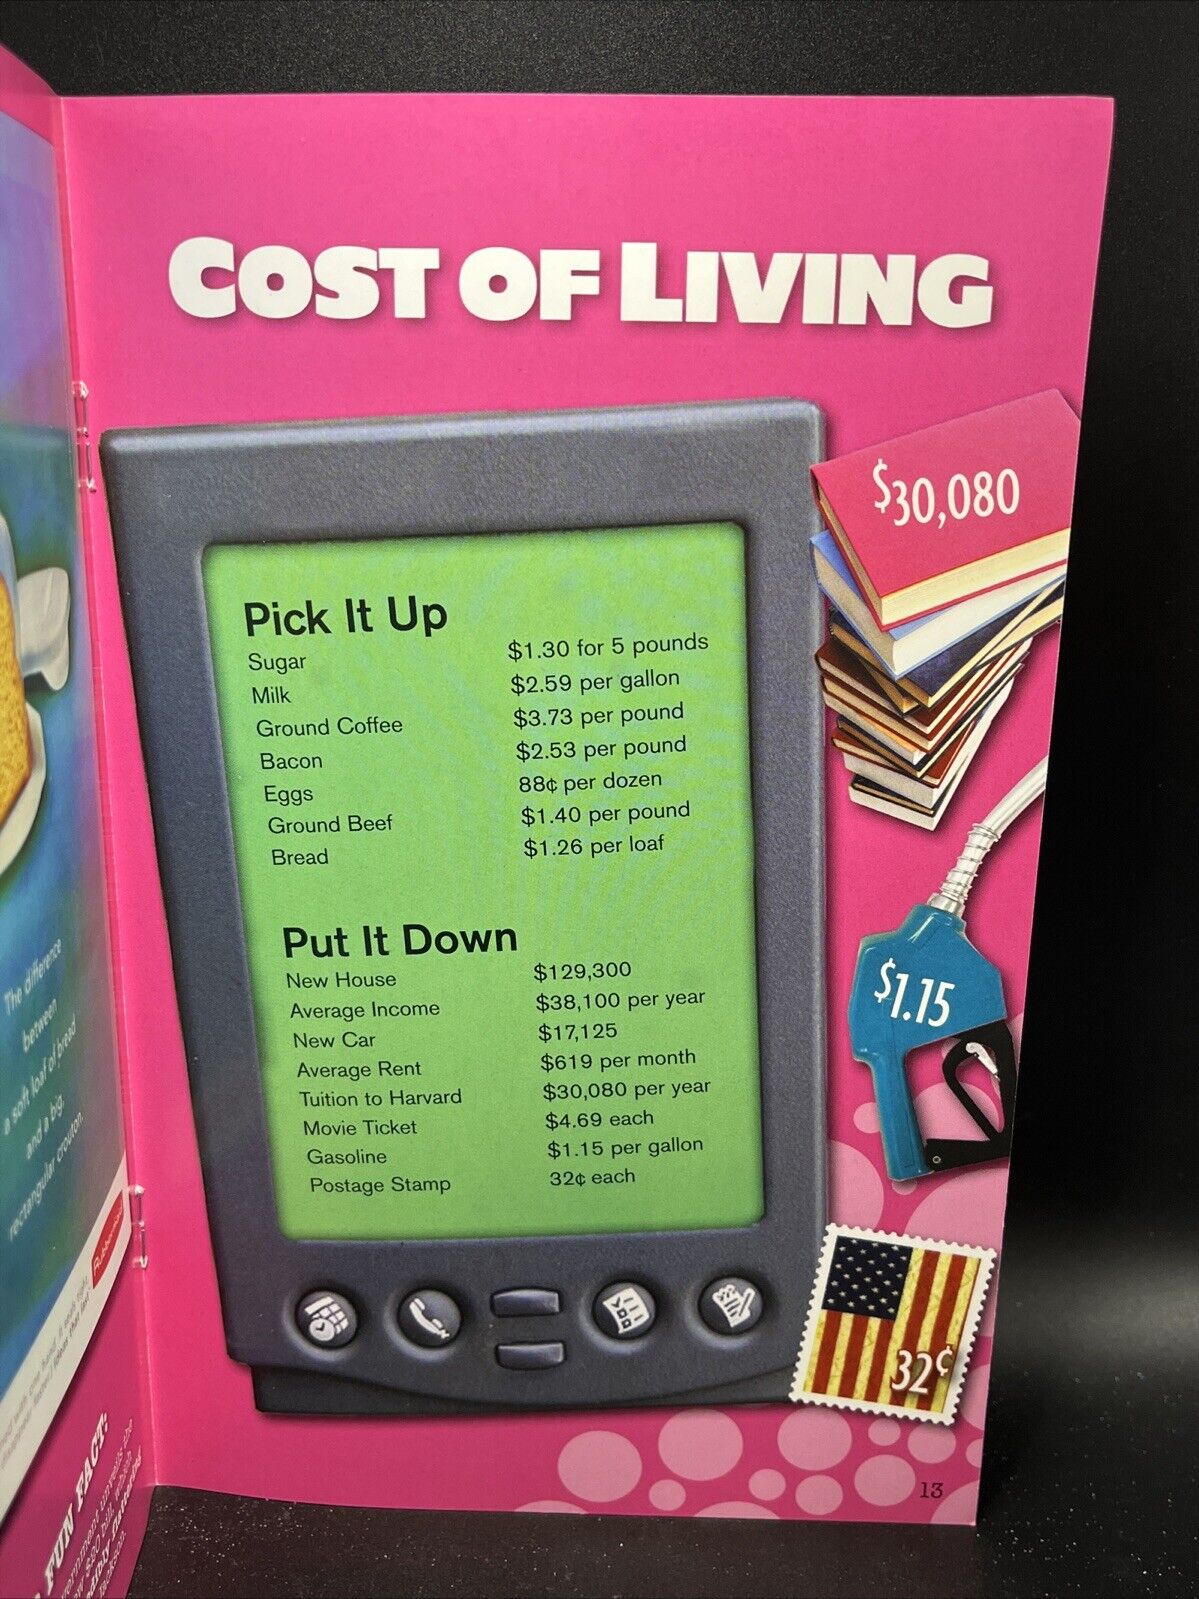 COST OF LIVING
$30,080
Pick It Up
Sugar $1.30 for 5 pounds
Milk $2.59 per gallon
Ground Coffee $3.73 per pound
Bacon $2.53 per pound
Eggs 88¢ per dozen
Ground Beef $1.40 per pound
Bread $1.26 per loaf
Put It Down
New House $129,300
Average Income $38,100 per year
New Car $17,125
Average Rent $619 per month
Tuition to Harvard $30,080 per year
Movie Ticket $4.69 each
Gasoline $1.15 per gallon
Postage Stamp 32¢ each
$1.15
32¢
13
The difference
between
a soft loaf of bread
and a big,
rectangular crouton.
Rubbermaid
FUN FACT: